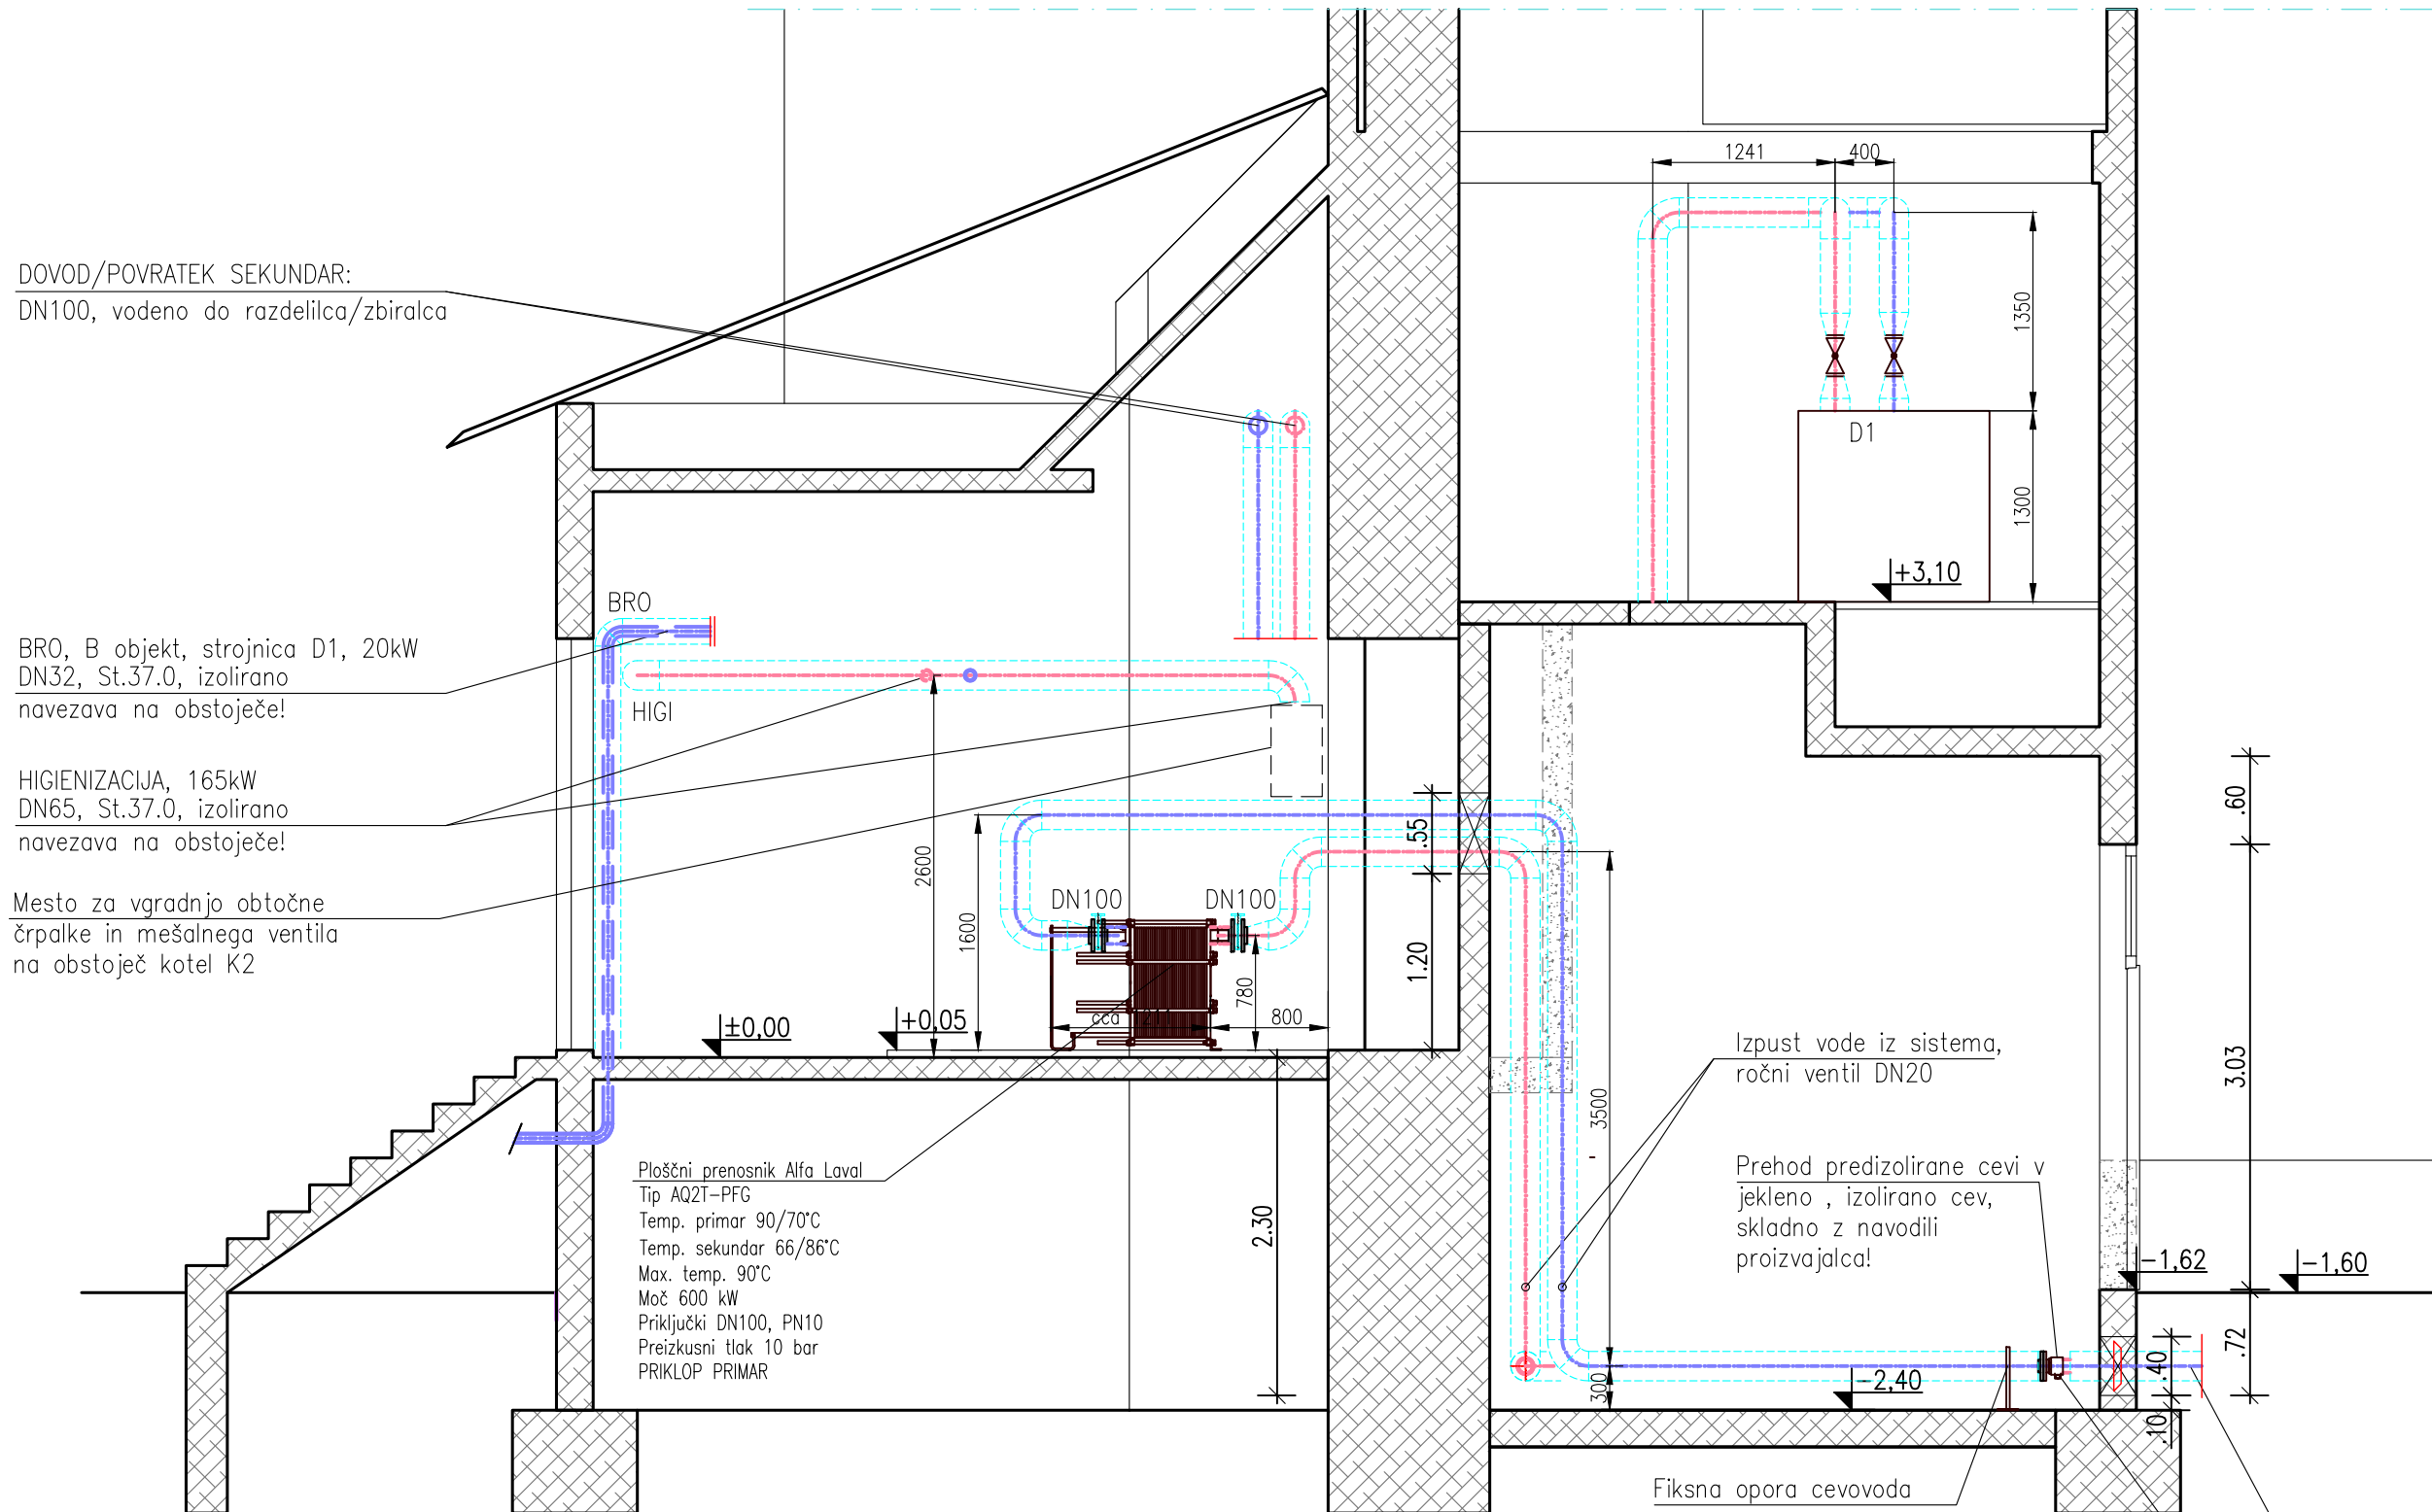 DOVOD/POVRATEK SEKUNDAR:
DN100, vodeno do razdelilca/zbiralca
BRO, B objekt, strojnica D1, 20kW
DN32, St.37.0, izolirano
navezava na obstoječe!
HIGIENIZACIJA, 165kW
DN65, St.37.0, izolirano
navezava na obstoječe!
Mesto za vgradnjo obtočne
črpalke in mešalnega ventila
na obstoječ kotel K2
BRO
HIGI
2600
1600
DN100
DN100
780
cca
800
±0,00
+0,05
.55
1.20
2.30
Ploščni prenosnik Alfa Laval
Tip AQ2T-PFG
Temp. primar 90/70°C
Temp. sekundar 66/86°C
Max. temp. 90°C
Moč 600 kW
Priključki DN100, PN10
Preizkusni tlak 10 bar
PRIKLOP PRIMAR
1241
400
1350
1300
D1
+3,10
3500
300
Izpust vode iz sistema,
ročni ventil DN20
Prehod predizolirane cevi v
jekleno , izolirano cev,
skladno z navodili
proizvajalca!
-2,40
Fiksna opora cevovoda
.60
3.03
.72
.40
.10
-1,62
-1,60